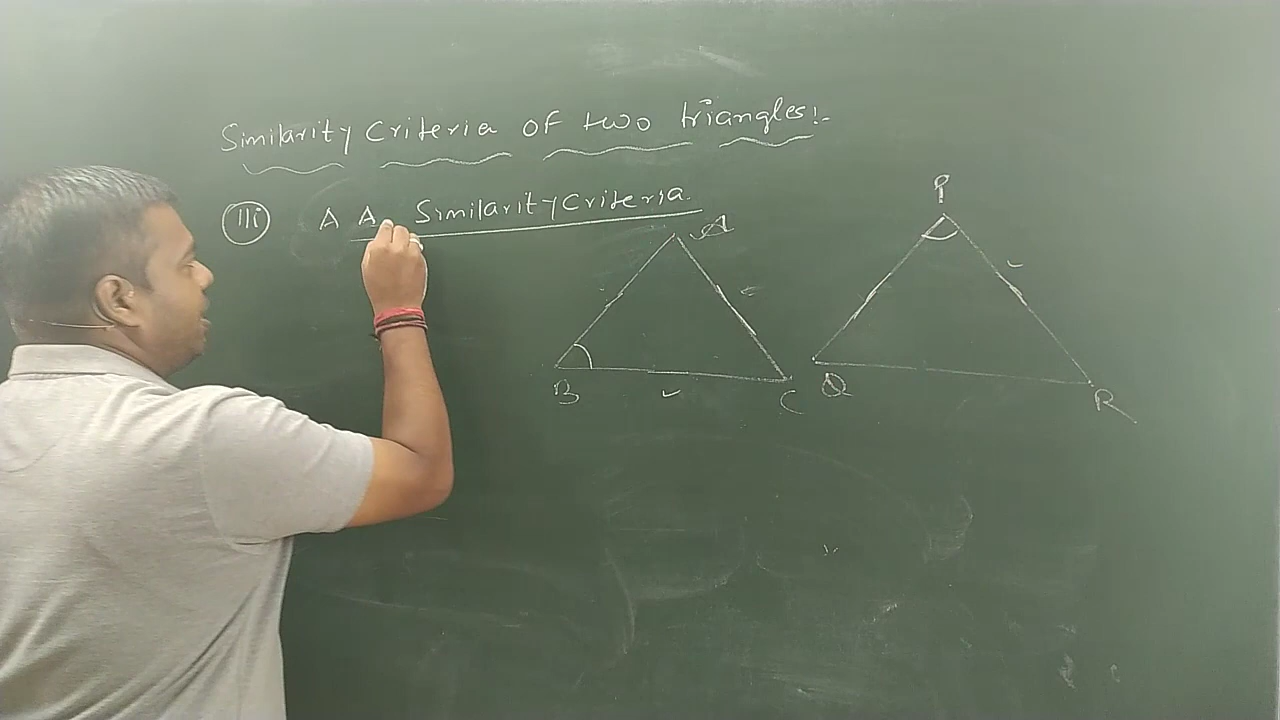 Similarity Criteria of two triangles:-
(iii) A A Similarity Criteria.
A
P
B
C
Q
R